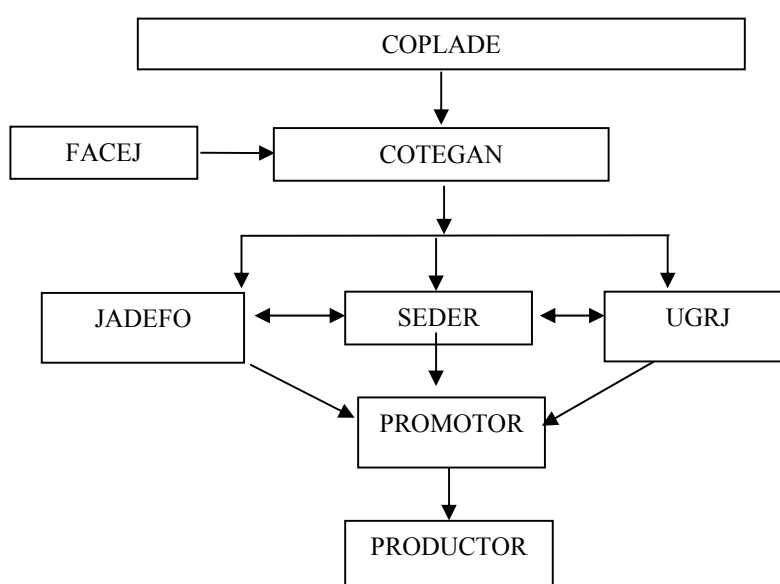 COPLADE
FACEJ
COTEGAN
JADEFO
SEDER
UGRJ
PROMOTOR
PRODUCTOR